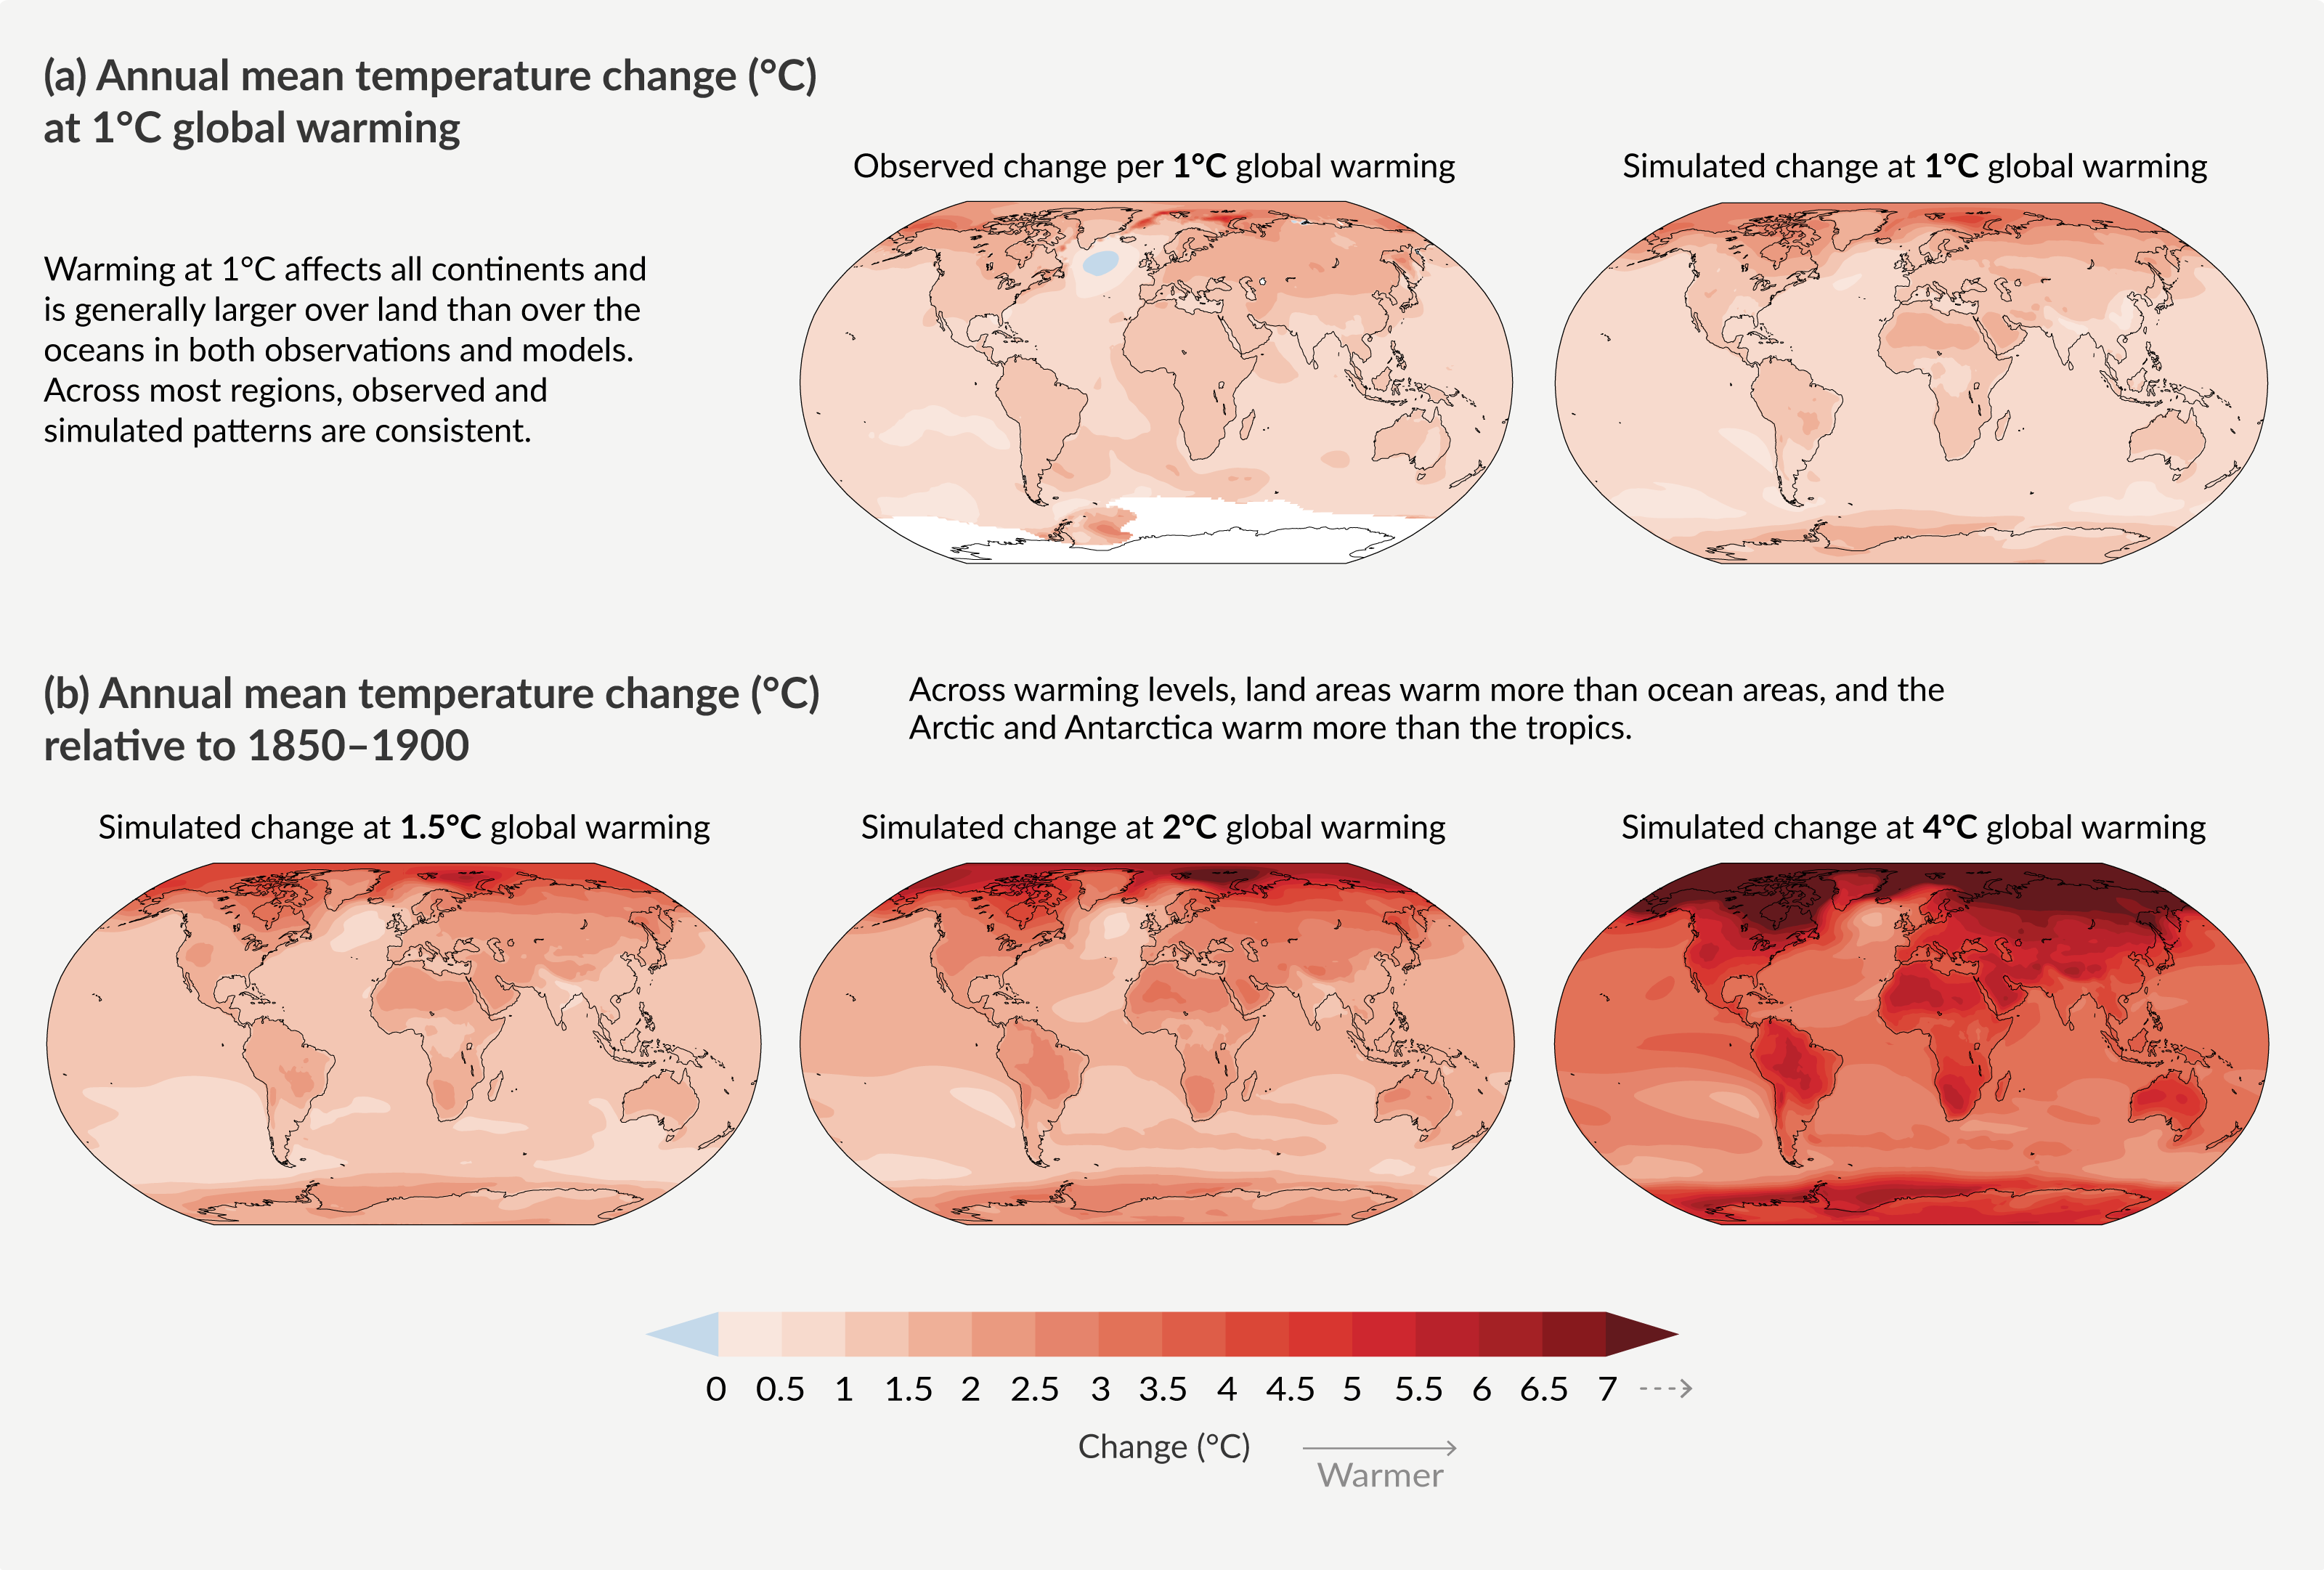 (a) Annual mean temperature change (°C)
at 1°C global warming
Warming at 1°C affects all continents and
is generally larger over land than over the
oceans in both observations and models.
Across most regions, observed and
simulated patterns are consistent.
Observed change per 1°C global warming
Simulated change at 1°C global warming
(b) Annual mean temperature change (°C)
relative to 1850–1900
Across warming levels, land areas warm more than ocean areas, and the
Arctic and Antarctica warm more than the tropics.
Simulated change at 1.5°C global warming
Simulated change at 2°C global warming
Simulated change at 4°C global warming
0 0.5 1 1.5 2 2.5 3 3.5 4 4.5 5 5.5 6 6.5 7
Change (°C)
Warmer